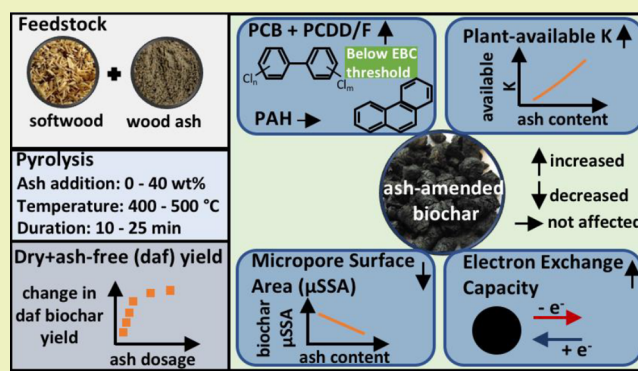 Feedstock
softwood
+
wood ash
Pyrolysis
Ash addition: 0 - 40 wt%
Temperature: 400 - 500 °C
Duration: 10 - 25 min
Dry+ash-free (daf) yield
change in
daf biochar
yield
ash dosage
PCB + PCDD/F
Below EBC
threshold
Cln
Clm
PAH
Plant-available K
available
K
ash content
ash-amended
biochar
increased
decreased
not affected
Micropore Surface
Area (µSSA)
biochar
µSSA
ash content
Electron Exchange
Capacity
- e-
+ e-